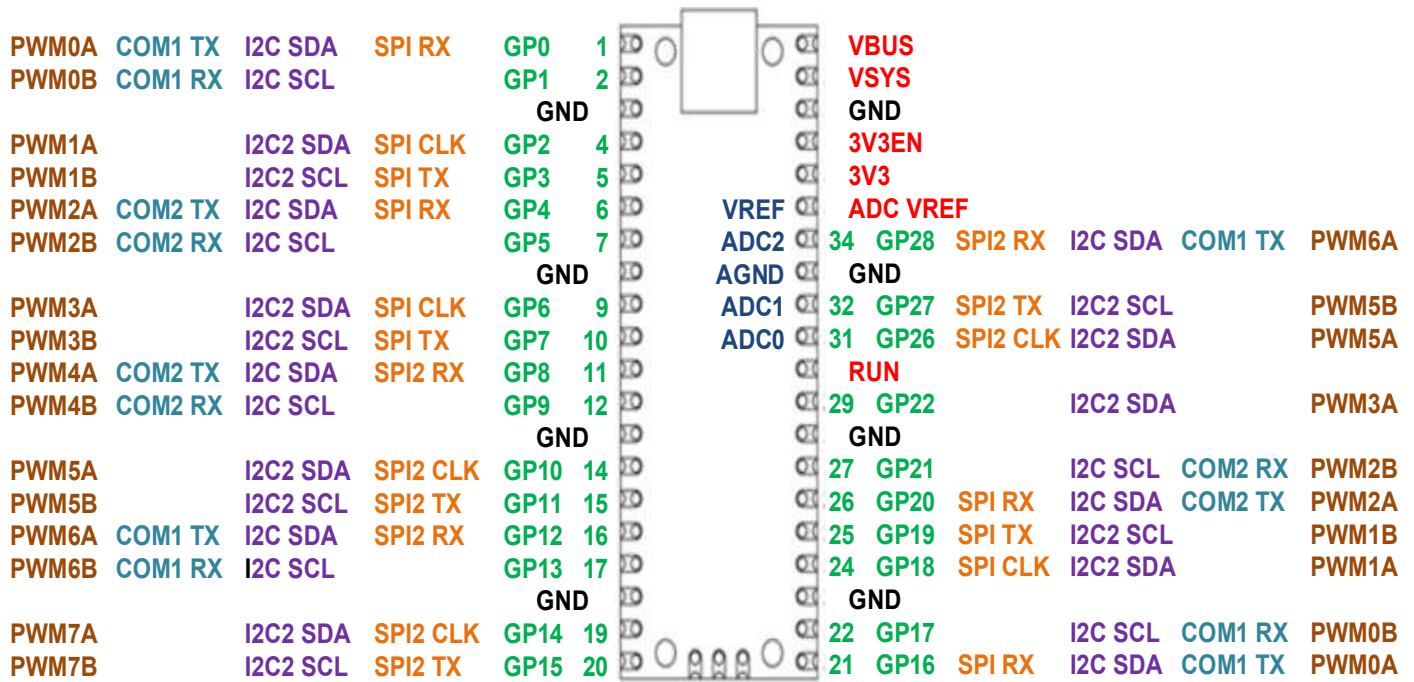 PWM0A COM1 TX I2C SDA SPI RX GP0 1 VBUS
PWM0B COM1 RX I2C SCL GP1 2 VSYS
GND GND
PWM1A I2C2 SDA SPI CLK GP2 4 3V3EN
PWM1B I2C2 SCL SPI TX GP3 5 3V3
PWM2A COM2 TX I2C SDA SPI RX GP4 6 VREF ADC VREF
PWM2B COM2 RX I2C SCL GP5 7 ADC2 34 GP28 SPI2 RX I2C SDA COM1 TX PWM6A
GND AGND GND
PWM3A I2C2 SDA SPI CLK GP6 9 ADC1 32 GP27 SPI2 TX I2C2 SCL PWM5B
PWM3B I2C2 SCL SPI TX GP7 10 ADC0 31 GP26 SPI2 CLK I2C2 SDA PWM5A
PWM4A COM2 TX I2C SDA SPI2 RX GP8 11 RUN
PWM4B COM2 RX I2C SCL GP9 12 29 GP22 I2C2 SDA PWM3A
GND GND
PWM5A I2C2 SDA SPI2 CLK GP10 14 27 GP21 I2C SCL COM2 RX PWM2B
PWM5B I2C2 SCL SPI2 TX GP11 15 26 GP20 SPI RX I2C SDA COM2 TX PWM2A
PWM6A COM1 TX I2C SDA SPI2 RX GP12 16 25 GP19 SPI TX I2C2 SCL PWM1B
PWM6B COM1 RX I2C SCL GP13 17 24 GP18 SPI CLK I2C2 SDA PWM1A
GND GND
PWM7A I2C2 SDA SPI2 CLK GP14 19 22 GP17 I2C SCL COM1 RX PWM0B
PWM7B I2C2 SCL SPI2 TX GP15 20 21 GP16 SPI RX I2C SDA COM1 TX PWM0A